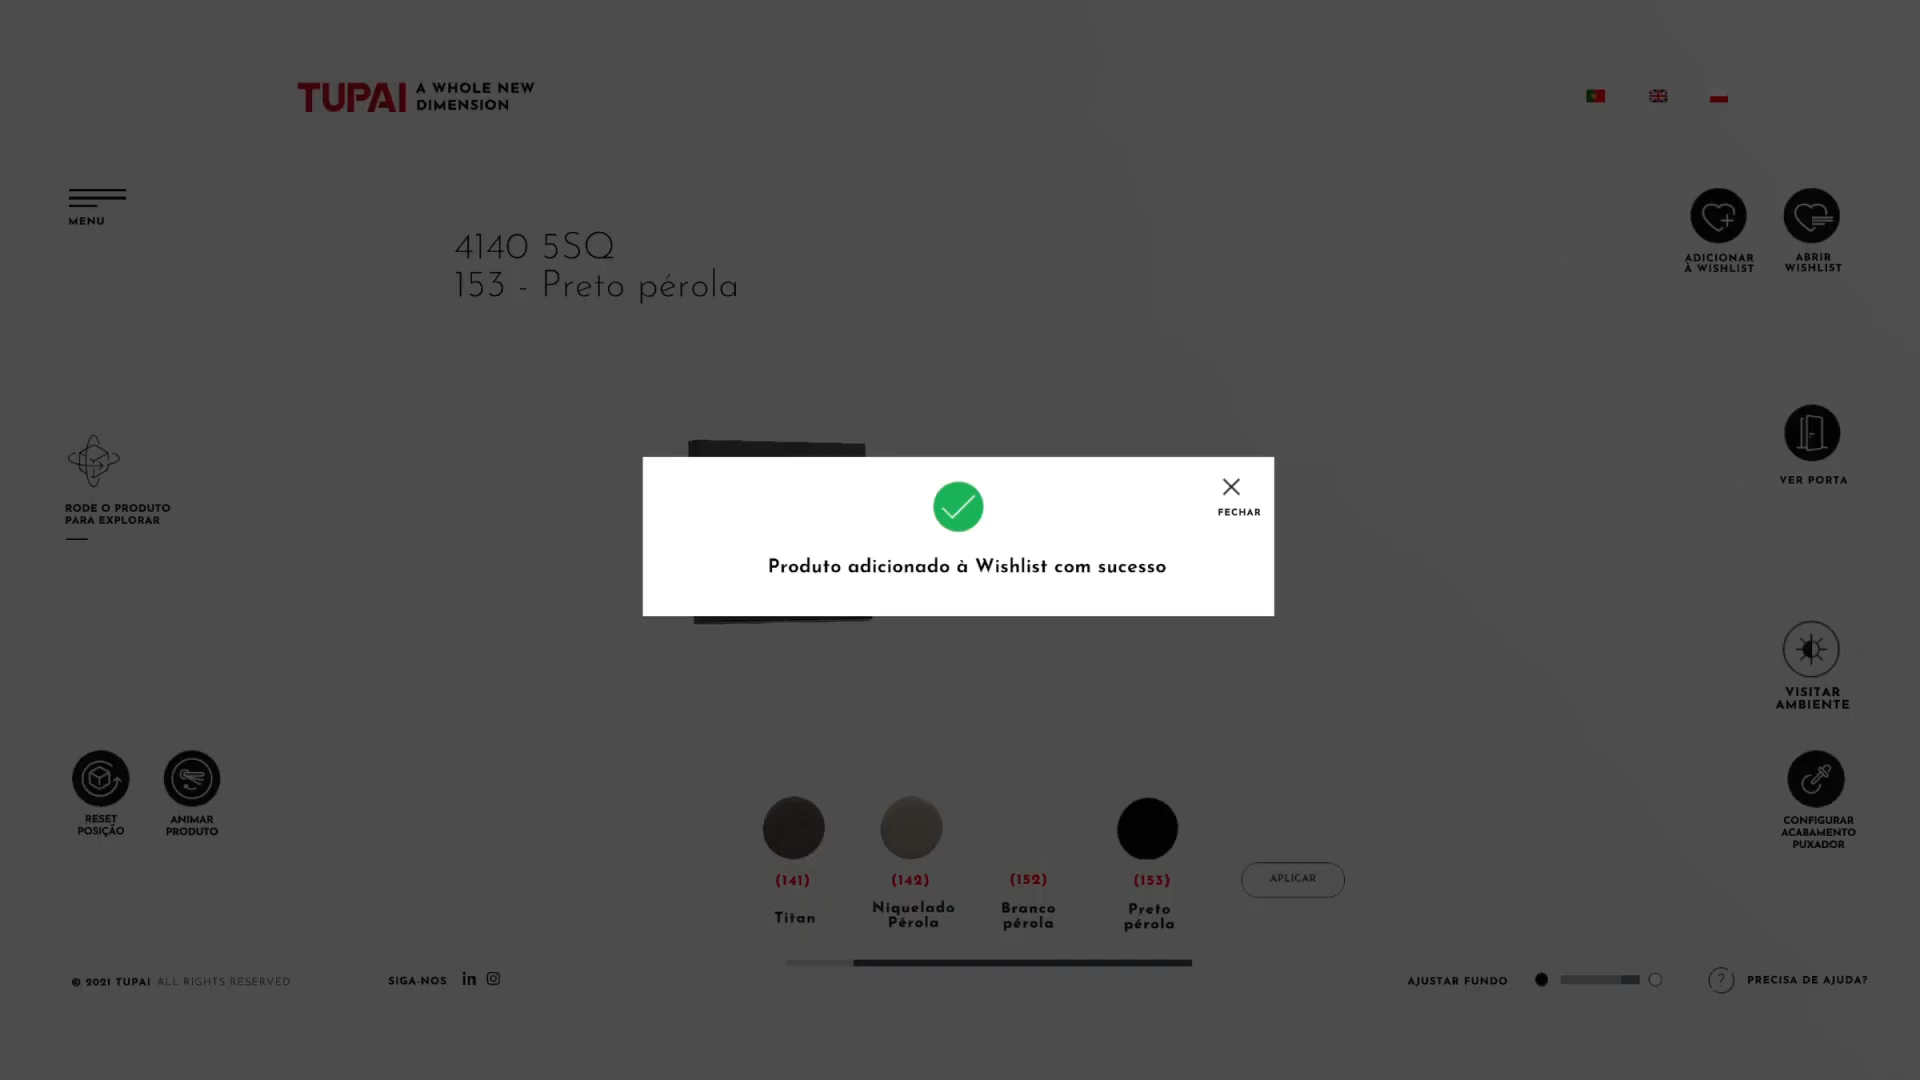 TUPAI
A WHOLE NEW
DIMENSION
MENU
4140 5SQ
153 - Preto pérola
ADICIONAR
À WISHLIST
ABRIR
WISHLIST
RODE O PRODUTO
PARA EXPLORAR
VER PORTA
FECHAR
Produto adicionado à Wishlist com sucesso
VISITAR
AMBIENTE
RESET
POSIÇÃO
ANIMAR
PRODUTO
CONFIGURAR
ACABAMENTO
PUXADOR
(141)
Titan
(142)
Niquelado
Pérola
(152)
Branco
pérola
(153)
Preto
pérola
APLICAR
© 2021 TUPAI ALL RIGHTS RESERVED
SIGA-NOS in
AJUSTAR FUNDO
? PRECISA DE AJUDA?